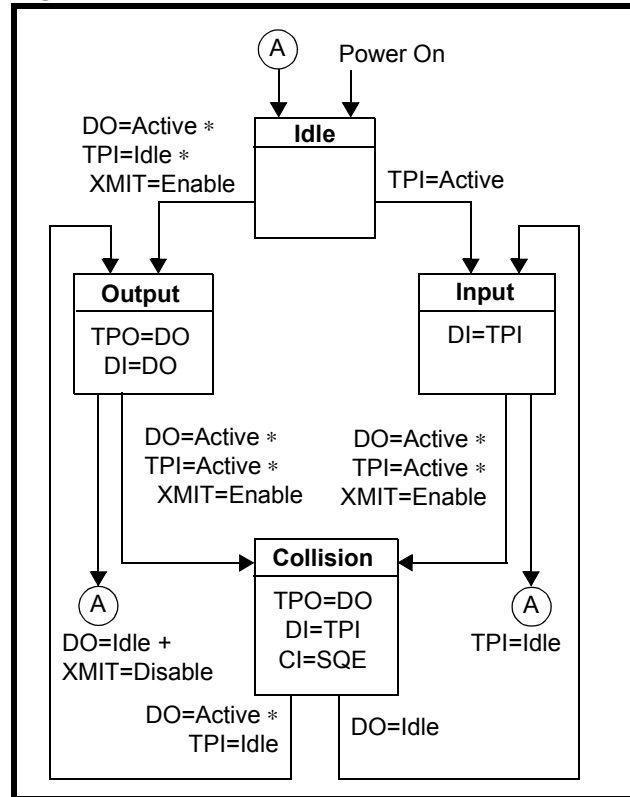 A
Power On
Idle
DO=Active *
TPI=Idle *
XMIT=Enable
TPI=Active
Output
TPO=DO
DI=DO
Input
DI=TPI
DO=Active *
TPI=Active *
XMIT=Enable
DO=Active *
TPI=Active *
XMIT=Enable
Collision
TPO=DO
DI=TPI
CI=SQE
A
DO=Idle +
XMIT=Disable
A
TPI=Idle
DO=Active *
TPI=Idle
DO=Idle